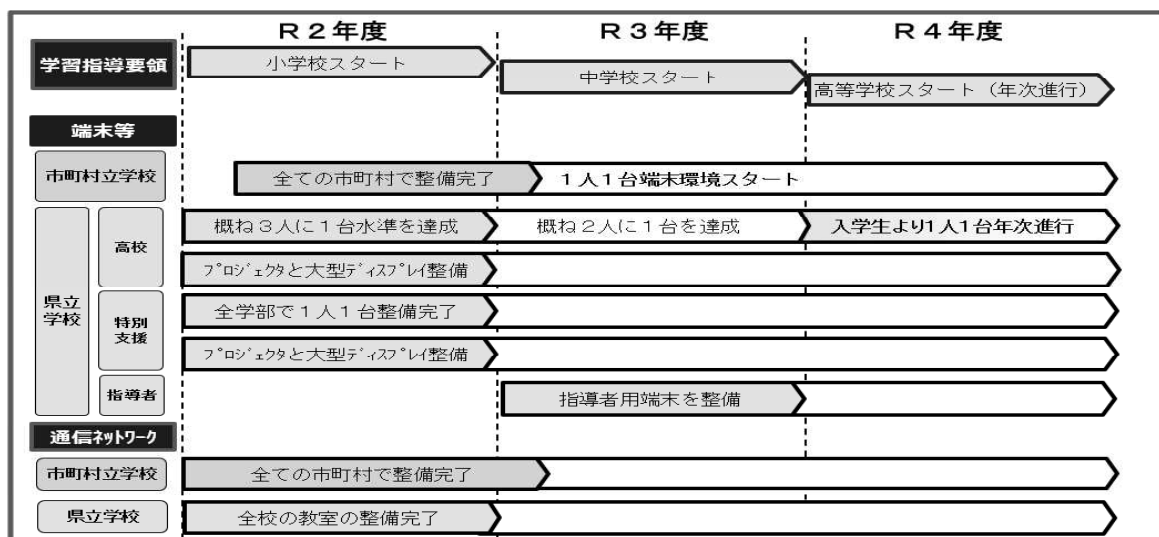 R2年度 R3年度 R4年度
学習指導要領
小学校スタート
中学校スタート
高等学校スタート（年次進行）
端末等
市町村立学校
全ての市町村で整備完了
1人1台端末環境スタート
県立
学校
高校
概ね3人に1台水準を達成
概ね2人に1台を達成
入学生より1人1台年次進行
ﾌﾟﾛｼﾞｪｸﾀと大型ﾃﾞｨｽﾌﾟﾚｲ整備
特別
支援
全学部で1人1台整備完了
ﾌﾟﾛｼﾞｪｸﾀと大型ﾃﾞｨｽﾌﾟﾚｲ整備
指導者
指導者用端末を整備
通信ﾈｯﾄﾜｰｸ
市町村立学校
全ての市町村で整備完了
県立学校
全校の教室の整備完了